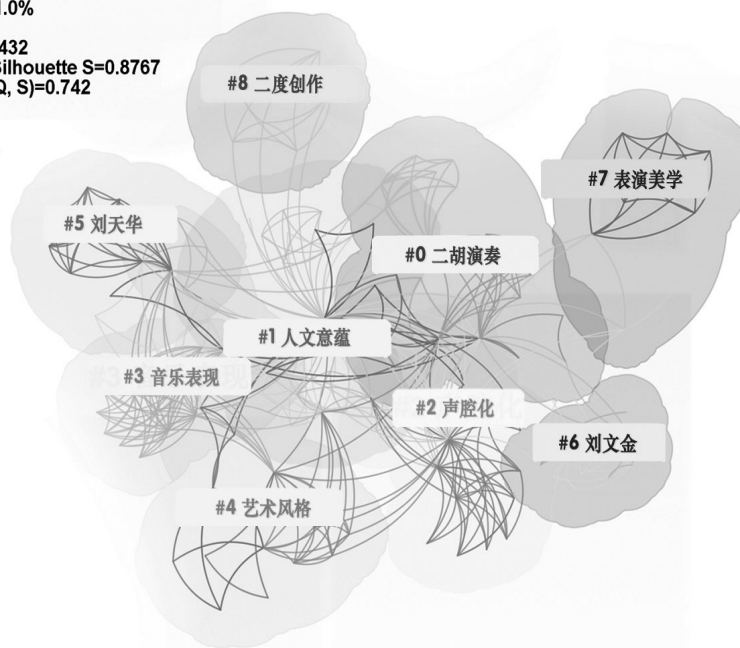 1.0%
432
Silhouette S=0.8767
Q, S)=0.742
#8 二度创作
#7 表演美学
#5 刘天华
#0 二胡演奏
#1 人文意蕴
#3 音乐表现
#2 声腔化
#6 刘文金
#4 艺术风格